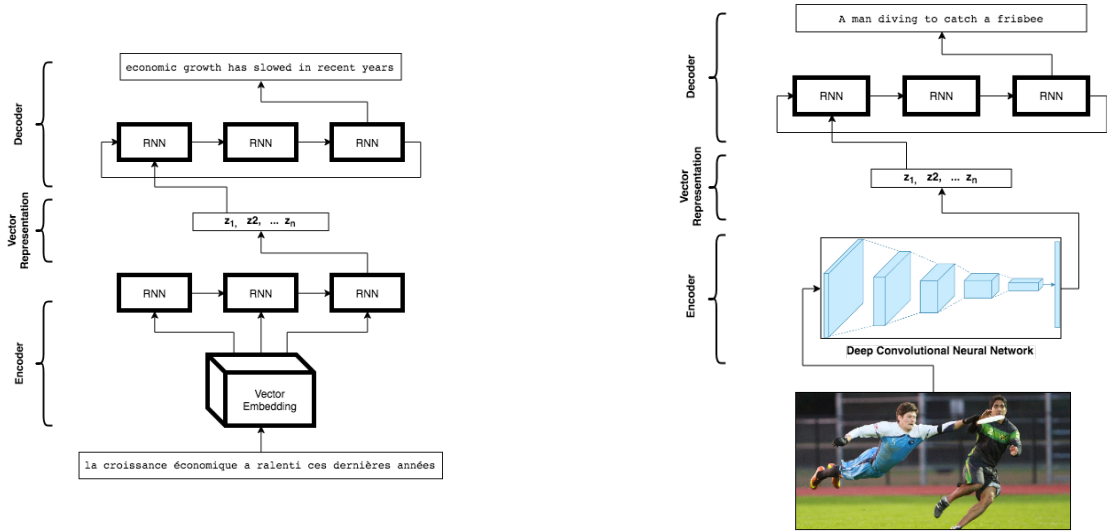 economic growth has slowed in recent years
Decoder
RNN
RNN
RNN
Vector
Representation
z1, z2, ... zn
RNN
RNN
RNN
Encoder
Vector
Embedding
la croissance économique a ralenti ces dernières années
A man diving to catch a frisbee
Decoder
RNN
RNN
RNN
Vector
Representation
z1, z2, ... zn
Encoder
Deep Convolutional Neural Network